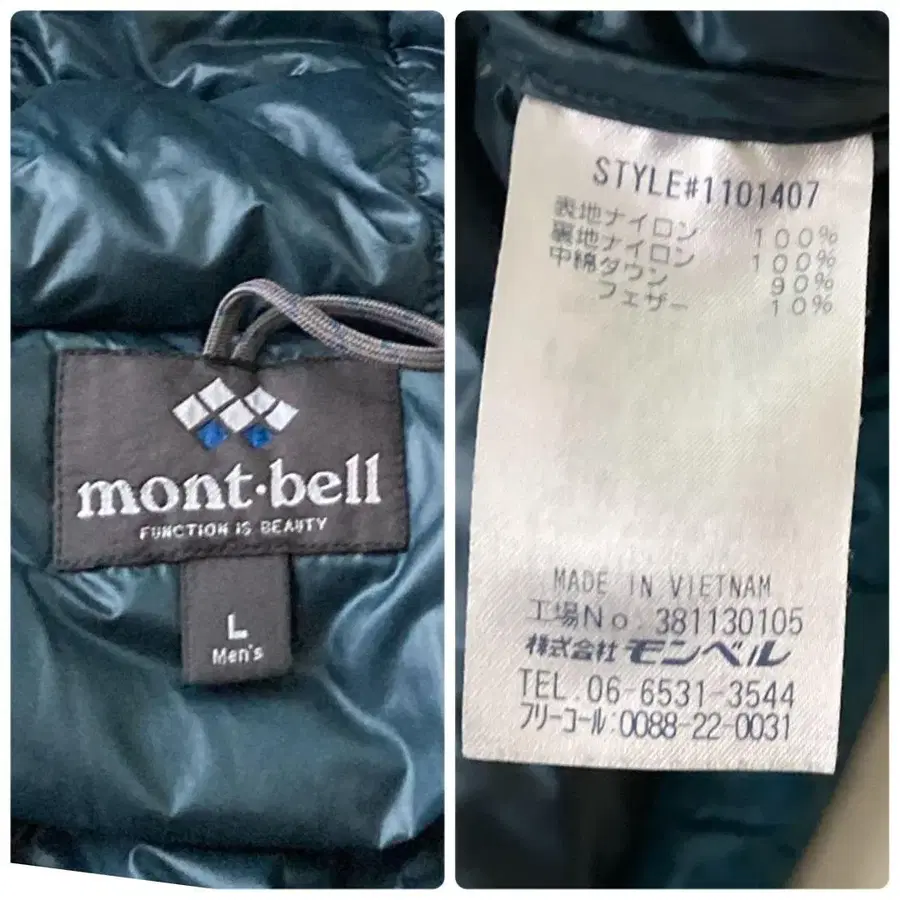 mont·bell
FUNCTION IS BEAUTY
L
Men's
STYLE#1101407
表地ナイロン 100%
裏地ナイロン 100%
中綿ダウン 90%
フェザー 10%
MADE IN VIETNAM
工場No. 381130105
株式会社 モンベル
TEL.06-6531-3544
フリーコール:0088-22-0031